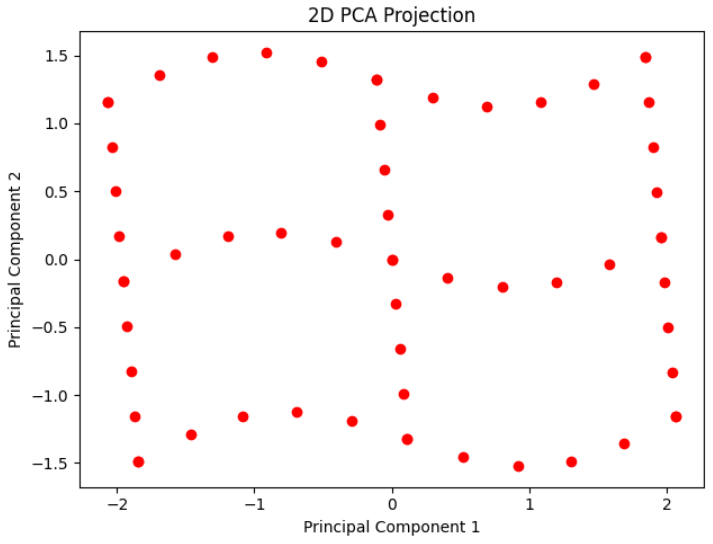 2D PCA Projection
1.5
1.0
0.5
0.0
−0.5
−1.0
−1.5
Principal Component 2
−2 −1 0 1 2
Principal Component 1